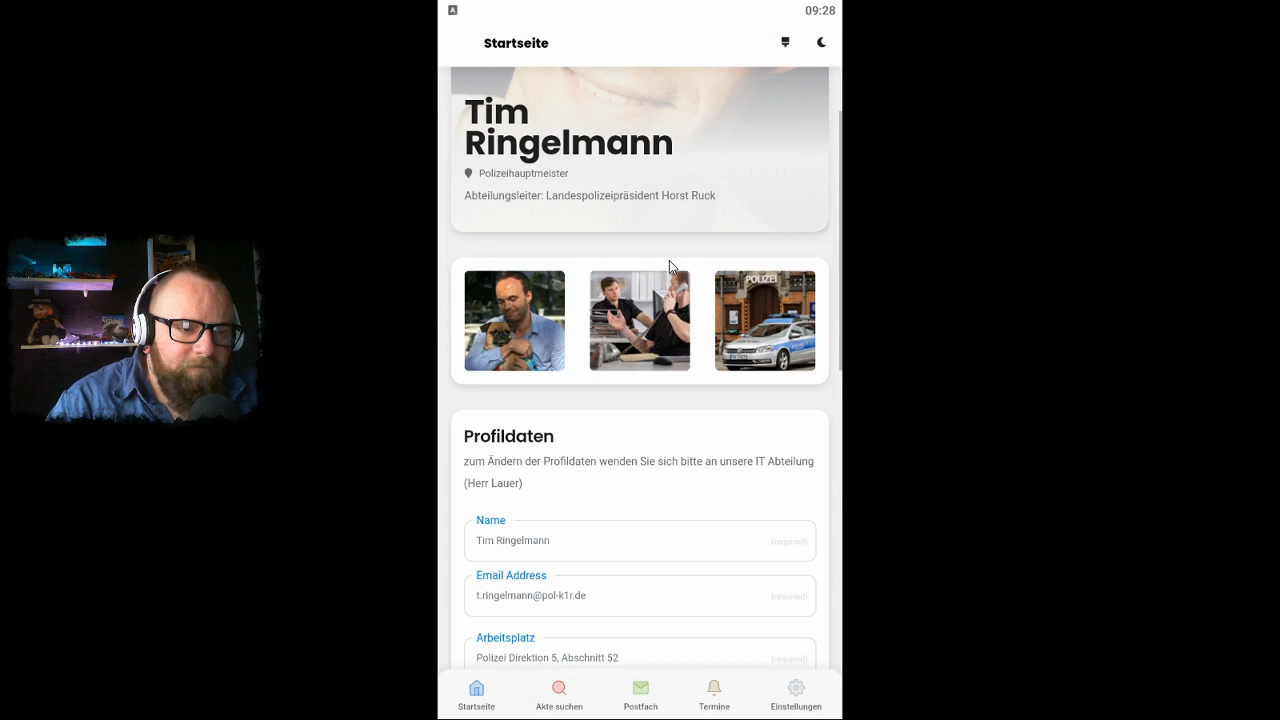 09:28
Startseite
Tim
Ringelmann
Polizeihauptmeister
Abteilungsleiter: Landespolizeipräsident Horst Ruck
POLIZEI
Profildaten
zum Ändern der Profildaten wenden Sie sich bitte an unsere IT Abteilung
(Herr Lauer)
Name
Tim Ringelmann
(required)
Email Address
t.ringelmann@pol-k1r.de
(required)
Arbeitsplatz
Polizei Direktion 5, Abschnitt 52
(required)
Startseite
Akte suchen
Postfach
Termine
Einstellungen